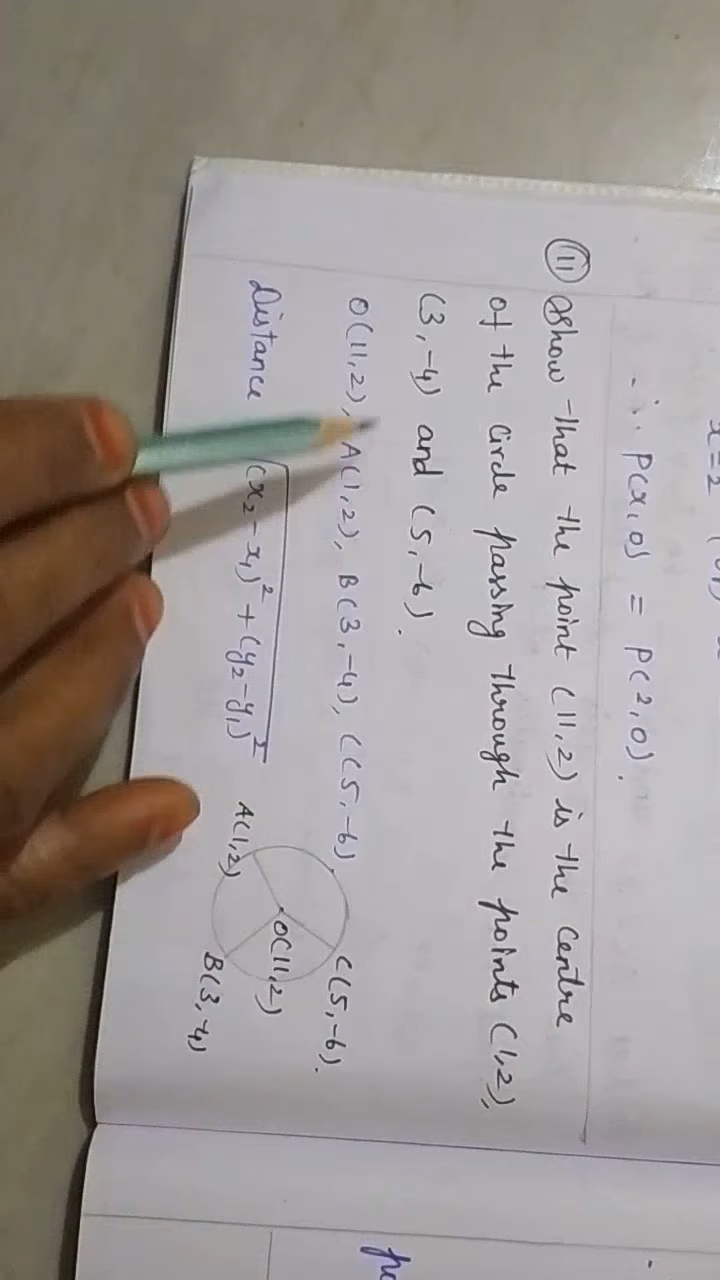 x=2
∴ P(x,0) = P(2,0).
(11) Show that the point (11,2) is the centre
of the circle passing through the points (1,2),
(3,-4) and (5,-6).
O(11,2), A(1,2), B(3,-4), C(5,-6)
Distance √(x₂-x₁)²+(y₂-y₁)²
C(5,-6).
A(1,2)
O(11,2)
B(3,-4)